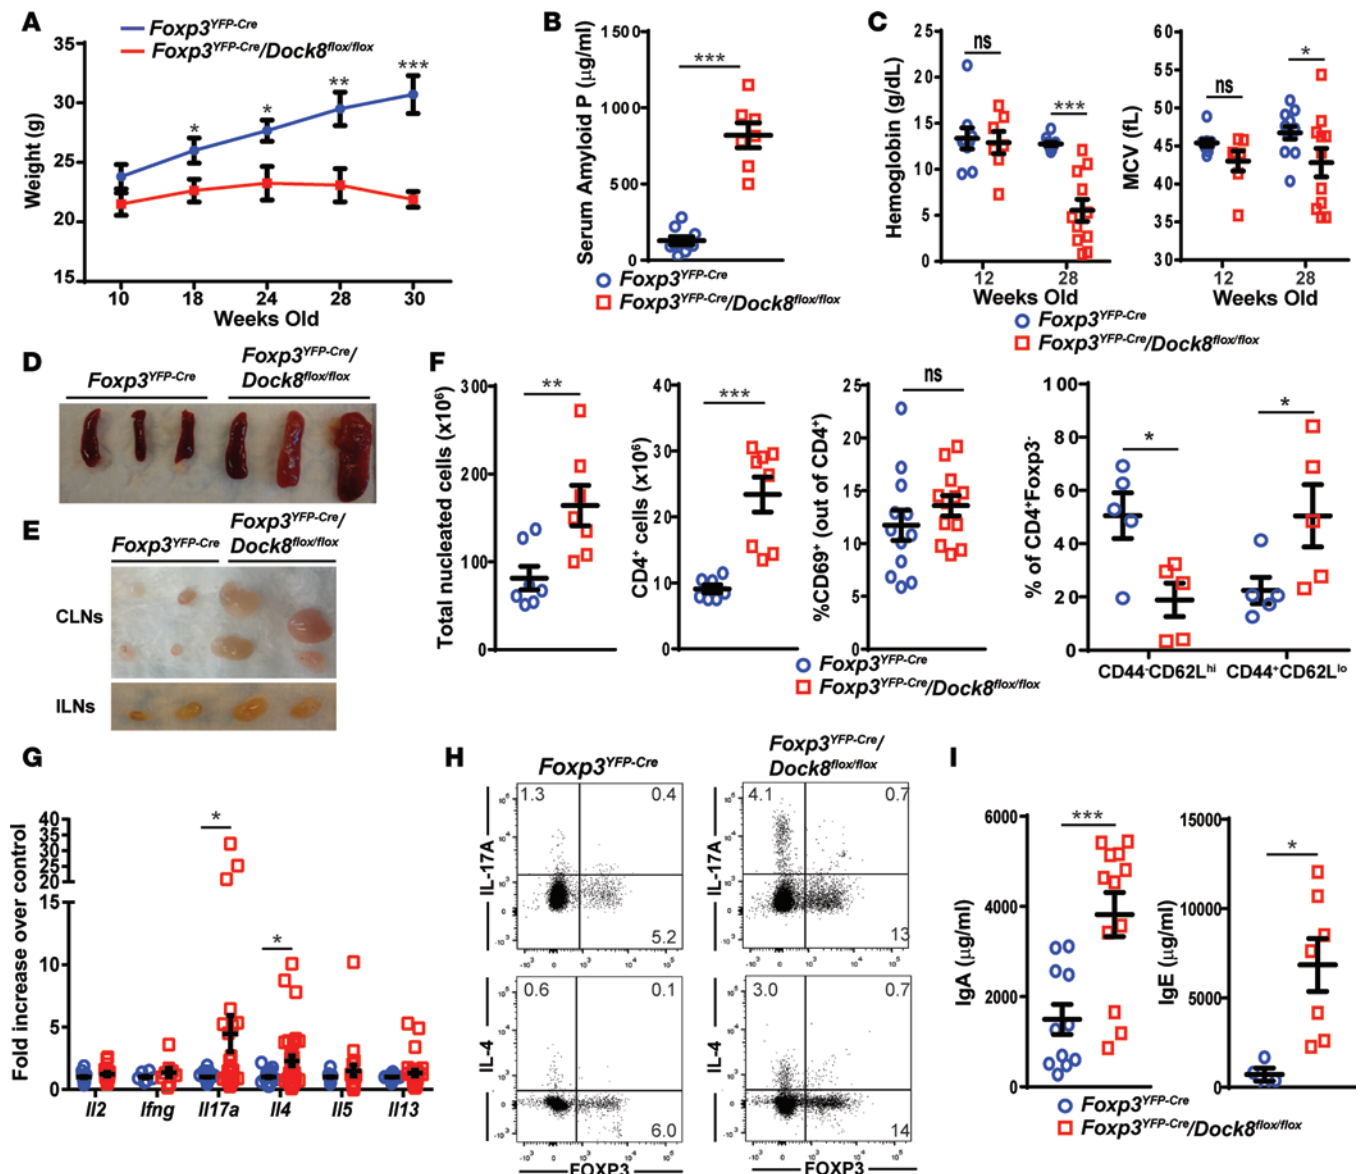 A
Foxp3YFP-Cre
Foxp3YFP-Cre/Dock8flox/flox
Weight (g)
35
30
25
20
15
*
*
**
***
10 18 24 28 30
Weeks Old
B
Serum Amyloid P (µg/ml)
1500
1000
500
0
***
Foxp3YFP-Cre
Foxp3YFP-Cre/Dock8flox/flox
C
Hemoglobin (g/dL)
25
20
15
10
5
0
ns
***
12 28
Weeks Old
MCV (fL)
60
55
50
45
40
35
30
ns
*
12 28
Weeks Old
Foxp3YFP-Cre
Foxp3YFP-Cre/Dock8flox/flox
D
Foxp3YFP-Cre
Foxp3YFP-Cre/
Dock8flox/flox
E
Foxp3YFP-Cre
Foxp3YFP-Cre/
Dock8flox/flox
CLNs
ILNs
F
Total nucleated cells (x10⁶)
300
200
100
0
**
CD4⁺ cells (x10⁶)
40
30
20
10
0
***
%CD69⁺ (out of CD4⁺)
25
20
15
10
5
0
ns
% of CD4⁺Foxp3⁻
100
80
60
40
20
0
*
*
CD44⁻CD62Lhi CD44⁺CD62Llo
Foxp3YFP-Cre
Foxp3YFP-Cre/Dock8flox/flox
G
Fold increase over control
40
35
30
25
20
15
10
5
0
*
*
Il2 Ifng Il17a Il4 Il5 Il13
H
Foxp3YFP-Cre
Foxp3YFP-Cre/
Dock8flox/flox
IL-17A
1.3 0.4
5.2
IL-17A
4.1 0.7
13
IL-4
0.6 0.1
6.0
IL-4
3.0 0.7
14
FOXP3
FOXP3
I
IgA (µg/ml)
6000
4000
2000
0
***
IgE (µg/ml)
15000
10000
5000
0
*
Foxp3YFP-Cre
Foxp3YFP-Cre/Dock8flox/flox